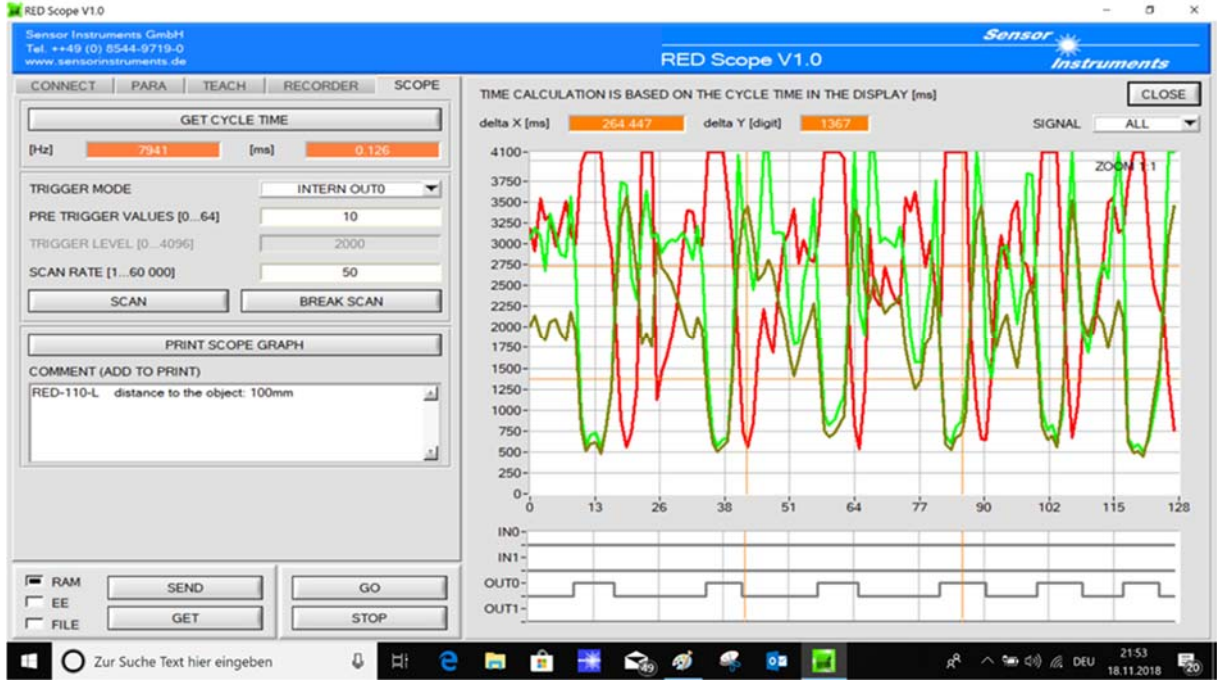 RED Scope V1.0
Sensor Instruments GmbH
Tel. ++49 (0) 8544-9719-0
www.sensorinstruments.de
RED Scope V1.0
Sensor Instruments
CONNECT PARA TEACH RECORDER SCOPE
GET CYCLE TIME
[Hz] 7941 [ms] 0.126
TRIGGER MODE INTERN OUT0
PRE TRIGGER VALUES [0...64] 10
TRIGGER LEVEL [0...4096] 2000
SCAN RATE [1...60 000] 50
SCAN BREAK SCAN
PRINT SCOPE GRAPH
COMMENT (ADD TO PRINT)
RED-110-L distance to the object: 100mm
RAM
EE
FILE
SEND
GET
GO
STOP
TIME CALCULATION IS BASED ON THE CYCLE TIME IN THE DISPLAY [ms]
CLOSE
delta X [ms] 264.447 delta Y [digit] 1367 SIGNAL ALL
ZOOM 1:1
4100
3750
3500
3250
3000
2750
2500
2250
2000
1750
1500
1250
1000
750
500
250
0
0 13 26 38 51 64 77 90 102 115 128
IN0
IN1
OUT0
OUT1
Zur Suche Text hier eingeben
49
DEU
21:53
18.11.2018
20